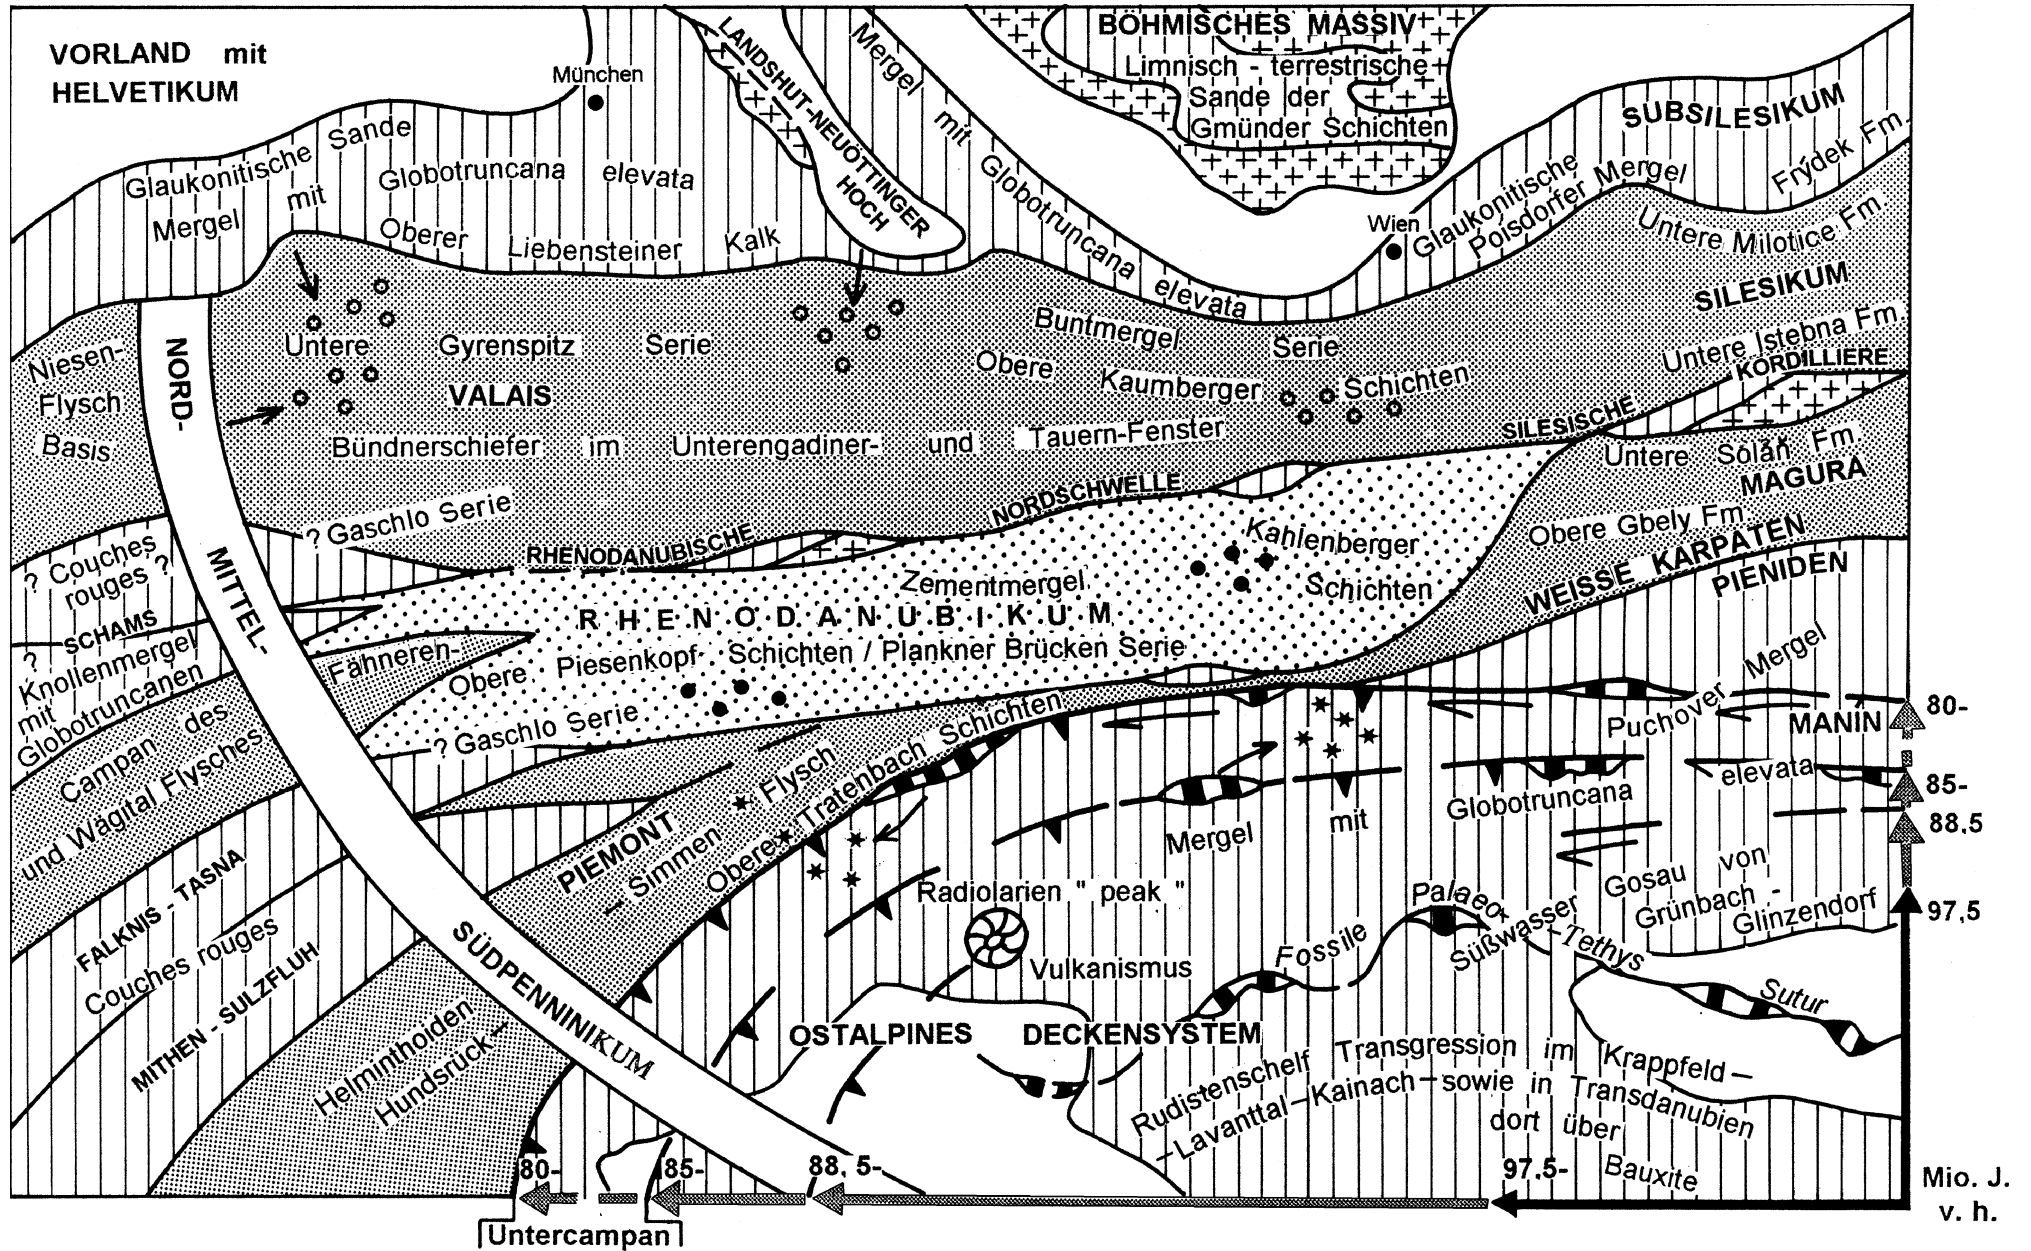 VORLAND mit
HELVETIKUM
München
LANDSHUT-NEUÖTTINGER
HOCH
Mergel mit Globotruncana elevata
BÖHMISCHES MASSIV
Limnisch - terrestrische
Sande der
Gmünder Schichten
SUBSILESIKUM
Frýdek Fm.
Glaukonitische Sande
Mergel mit Globotruncana elevata
Oberer Liebensteiner Kalk
Wien
Glaukonitische
Poisdorfer Mergel
Untere Milotice Fm.
SILESIKUM
Untere Istebna Fm.
Niesen-
Flysch
Basis
NORD-
MITTEL-
SÜDPENNINIKUM
Untere Gyrenspitz Serie
VALAIS
Buntmergel Serie
Obere Kaumberger Schichten
Bündnerschiefer im Unterengadiner- und Tauern-Fenster
SILESISCHE KORDILLIERE
Untere Soláň Fm.
MAGURA
Obere Gbely Fm.
WEISSE KARPATEN
PIENIDEN
? Gaschlo Serie
RHENODANUBISCHE NORDSCHWELLE
Kahlenberger
Schichten
Zementmergel
RHENODANUBIKUM
? Couches
rouges ?
SCHAMS
?
Knollenmergel
mit
Globotruncanen
Fähneren-
Obere Piesenkopf- Schichten / Plankner Brücken Serie
? Gaschlo Serie
Campan des
und Wägital Flysches
FALKNIS - TASNA
Couches rouges
MITHEN - SULZFLUH
Helminthoiden
Hundsrück
PIEMONT
Simmen Flysch
Obere Tratenbach Schichten
Puchover Mergel
MANÍN
80-
85-
88,5
97,5
Mergel mit Globotruncana elevata
Radiolarien " peak "
Vulkanismus
Gosau von
Grünbach -
Glinzendorf
Süßwasser
Fossile Palaeo-Tethys Sutur
OSTALPINES DECKENSYSTEM
Rudistenschelf Transgression im Krappfeld –
– Lavanttal – Kainach – sowie in Transdanubien
dort über
Bauxite
80-
85-
88,5-
97,5-
Mio. J.
v. h.
Untercampan